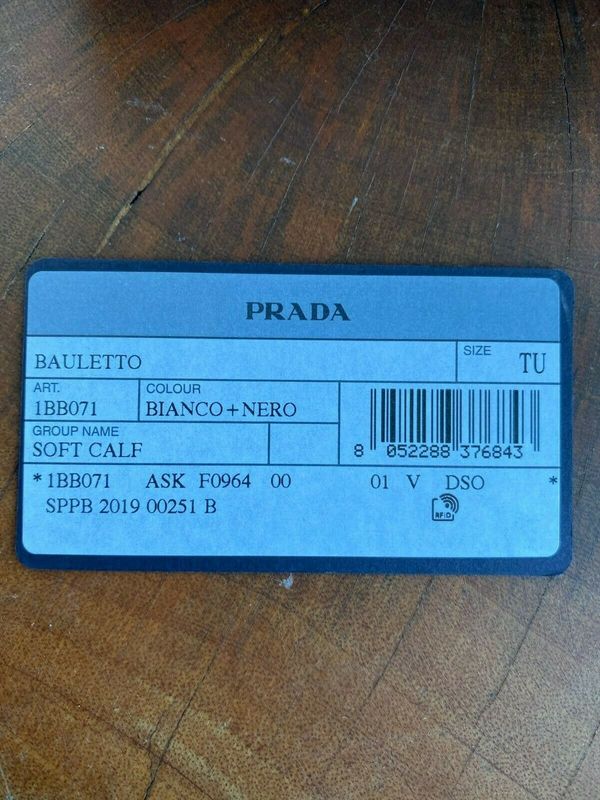 PRADA
BAULETTO
SIZE TU
ART.
1BB071
COLOUR
BIANCO+NERO
GROUP NAME
SOFT CALF
8 052288 376843
*1BB071 ASK F0964 00 01 V DSO *
SPPB 2019 00251 B
RFID